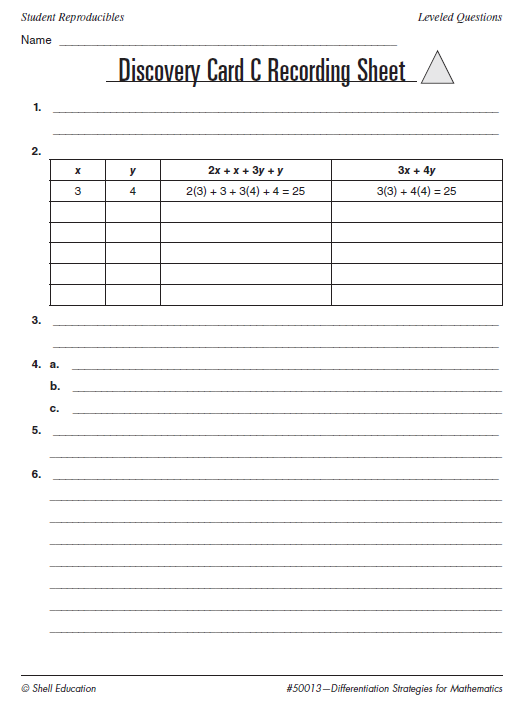 Student Reproducibles Leveled Questions
Name
Discovery Card C Recording Sheet
1.
2.
x y 2x + x + 3y + y 3x + 4y
3 4 2(3) + 3 + 3(4) + 4 = 25 3(3) + 4(4) = 25
3.
4. a.
b.
c.
5.
6.
© Shell Education #50013—Differentiation Strategies for Mathematics